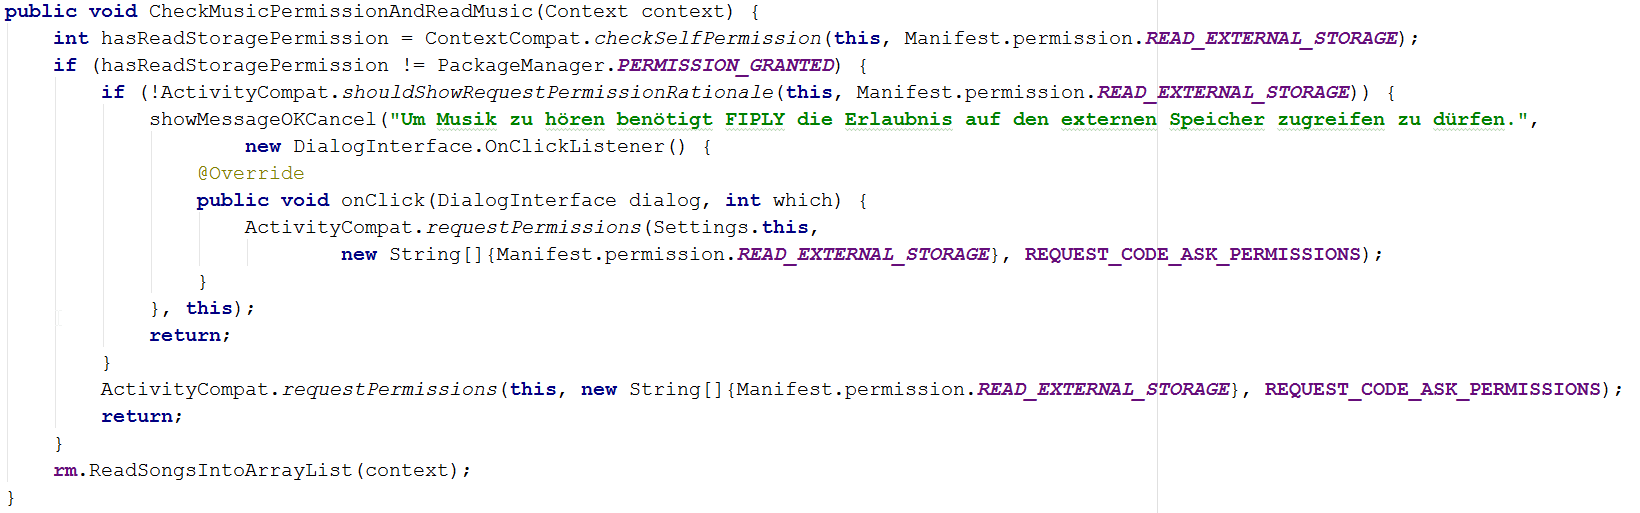 public void CheckMusicPermissionAndReadMusic(Context context) {
int hasReadStoragePermission = ContextCompat.checkSelfPermission(this, Manifest.permission.READ_EXTERNAL_STORAGE);
if (hasReadStoragePermission != PackageManager.PERMISSION_GRANTED) {
if (!ActivityCompat.shouldShowRequestPermissionRationale(this, Manifest.permission.READ_EXTERNAL_STORAGE)) {
showMessageOKCancel("Um Musik zu hören benötigt FIPLY die Erlaubnis auf den externen Speicher zugreifen zu dürfen.",
new DialogInterface.OnClickListener() {
@Override
public void onClick(DialogInterface dialog, int which) {
ActivityCompat.requestPermissions(Settings.this,
new String[]{Manifest.permission.READ_EXTERNAL_STORAGE}, REQUEST_CODE_ASK_PERMISSIONS);
}
}, this);
return;
}
ActivityCompat.requestPermissions(this, new String[]{Manifest.permission.READ_EXTERNAL_STORAGE}, REQUEST_CODE_ASK_PERMISSIONS);
return;
}
rm.ReadSongsIntoArrayList(context);
}